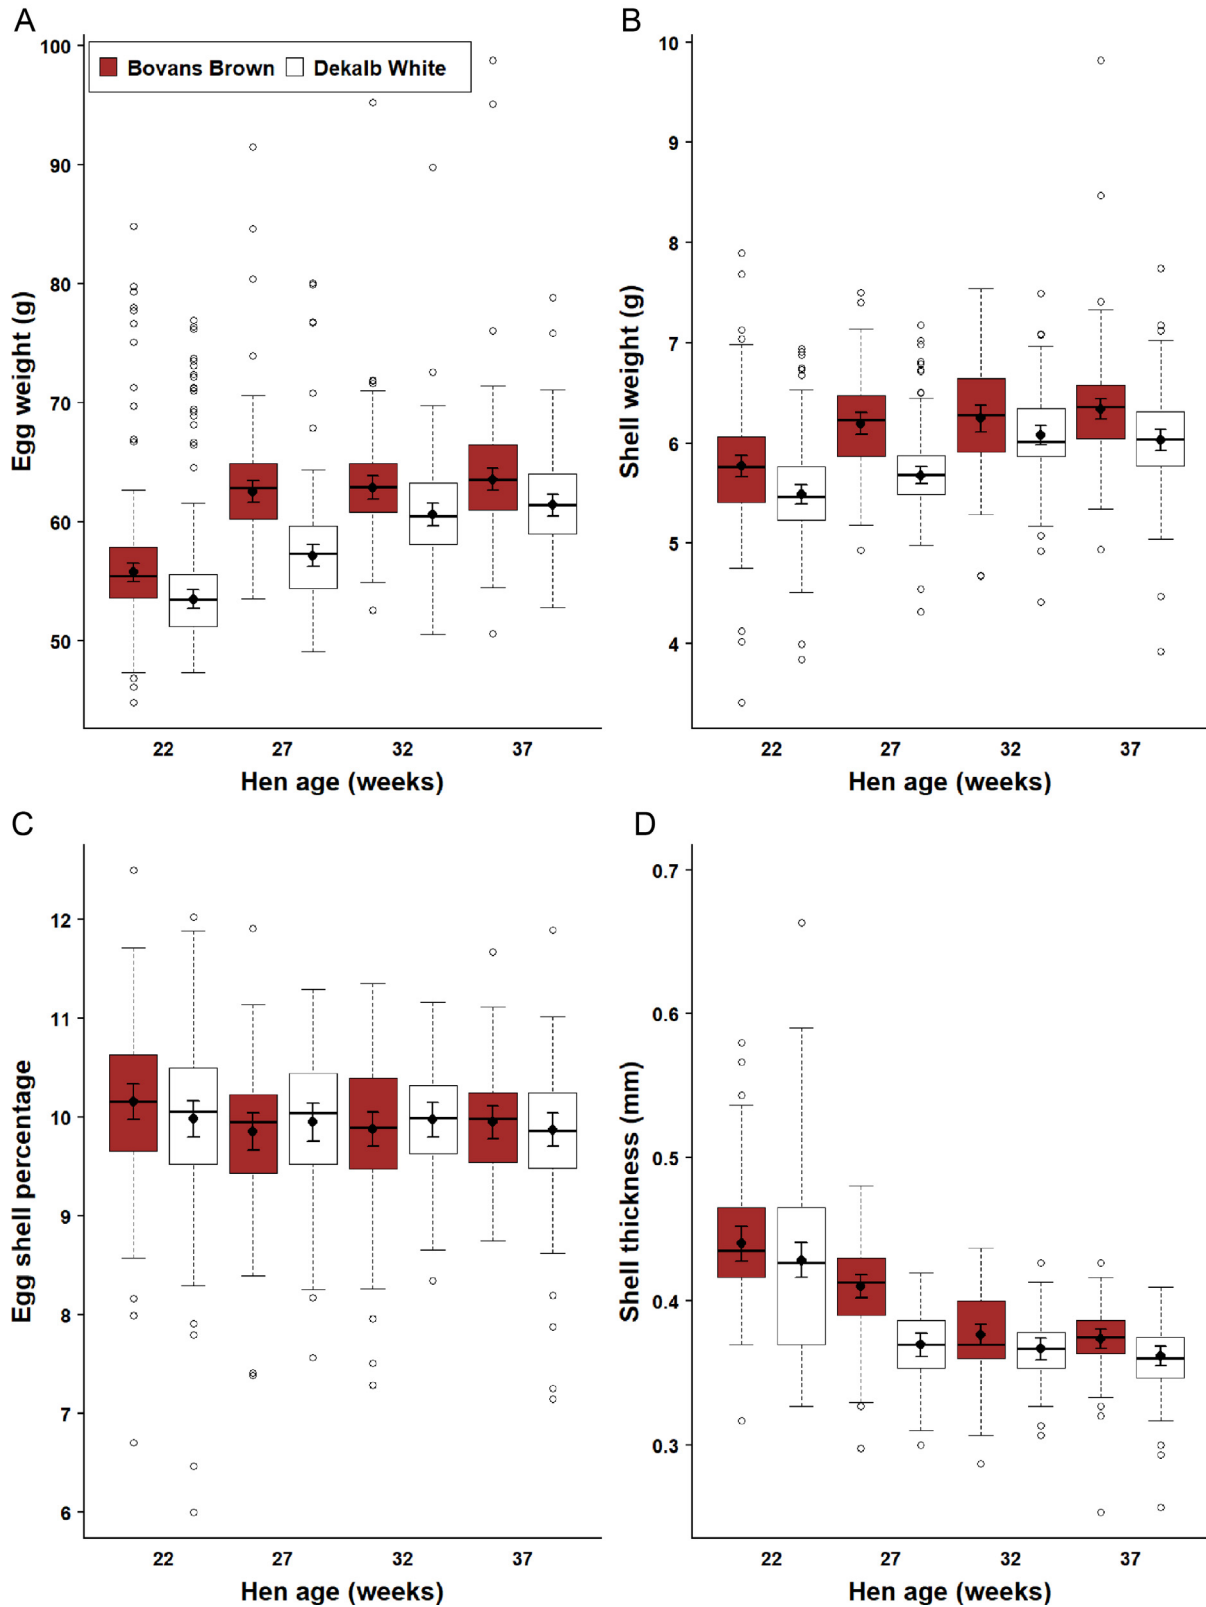 A
Bovans Brown Dekalb White
Egg weight (g)
100
90
80
70
60
50
22 27 32 37
Hen age (weeks)
B
Shell weight (g)
10
9
8
7
6
5
4
22 27 32 37
Hen age (weeks)
C
Egg shell percentage
12
11
10
9
8
7
6
22 27 32 37
Hen age (weeks)
D
Shell thickness (mm)
0.7
0.6
0.5
0.4
0.3
22 27 32 37
Hen age (weeks)